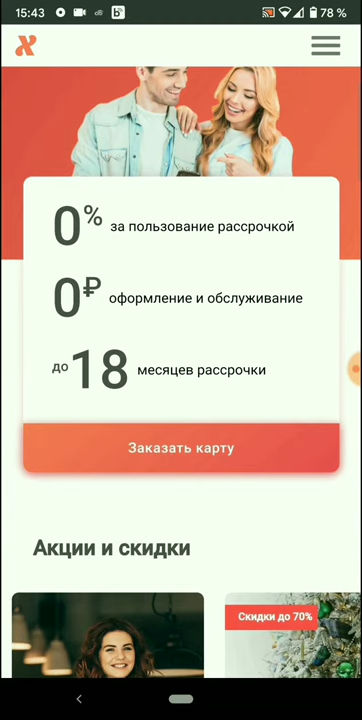 15:43
78 %
0% за пользование рассрочкой
0₽ оформление и обслуживание
до 18 месяцев рассрочки
Заказать карту
Акции и скидки
Скидки до 70%